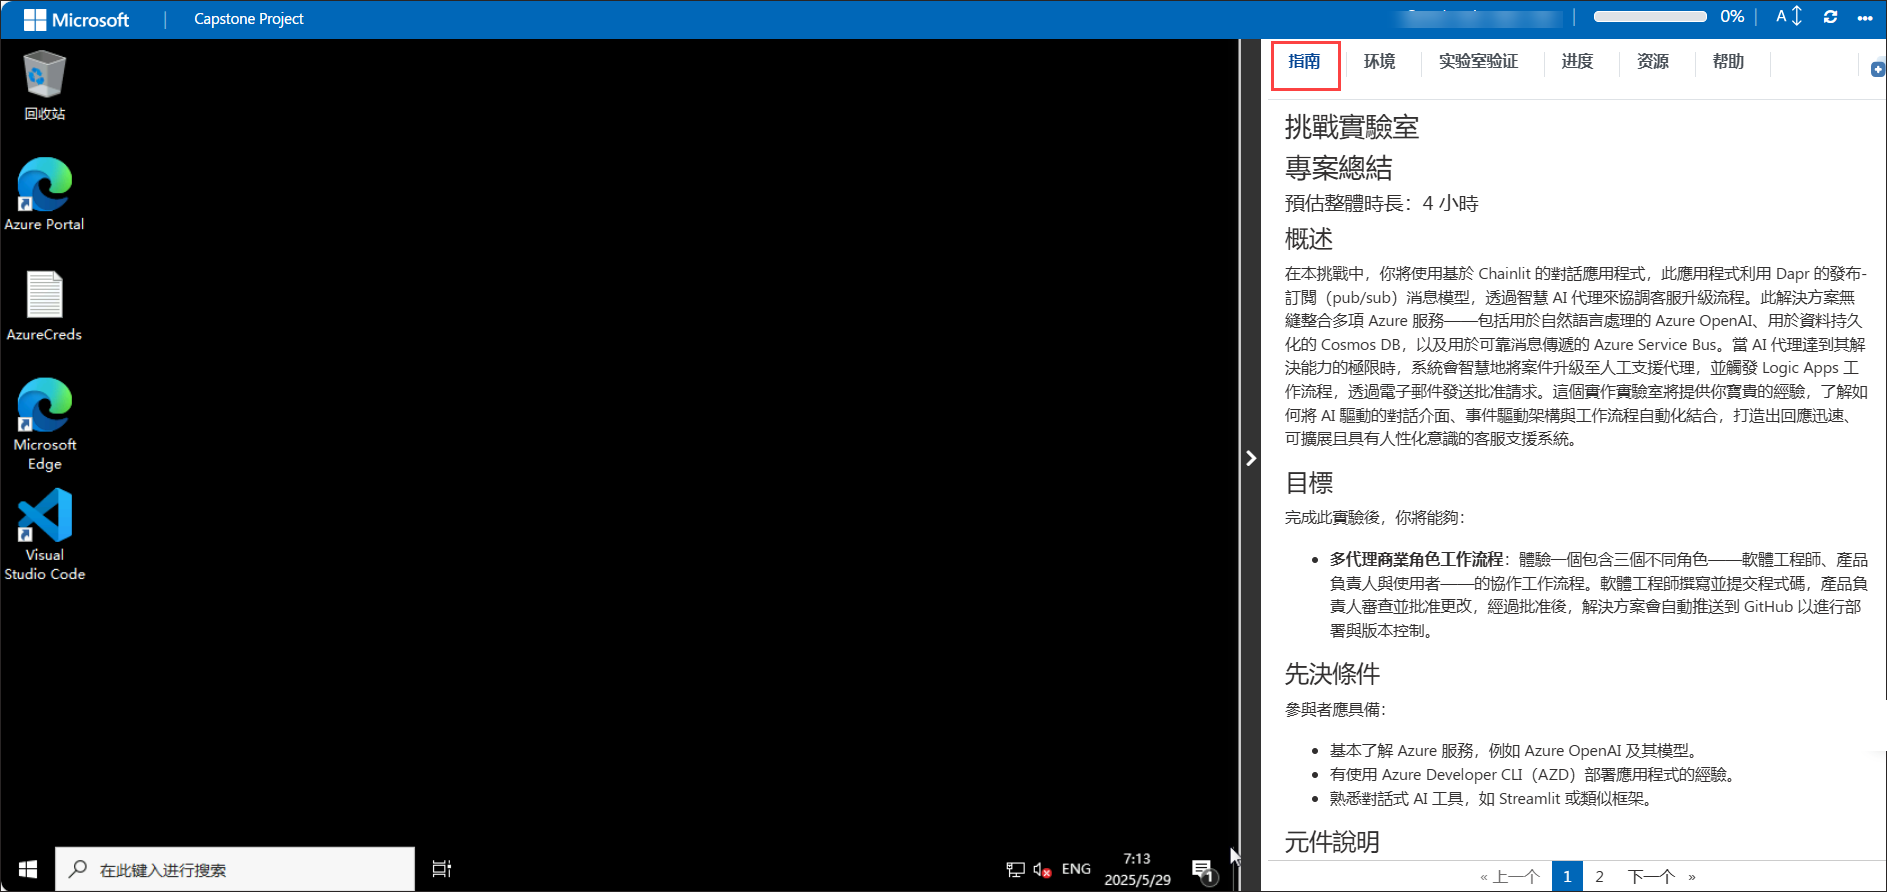 Microsoft
Capstone Project
0%
A
指南
环境
实验室验证
进度
资源
帮助
回收站
Azure Portal
AzureCreds
Microsoft
Edge
Visual
Studio Code
挑戰實驗室
專案總結
預估整體時長：4 小時
概述
在本挑戰中，你將使用基於 Chainlit 的對話應用程式，此應用程式利用 Dapr 的發布-
訂閱（pub/sub）消息模型，透過智慧 AI 代理來協調客服升級流程。此解決方案無
縫整合多項 Azure 服務——包括用於自然語言處理的 Azure OpenAI、用於資料持久
化的 Cosmos DB，以及用於可靠消息傳遞的 Azure Service Bus。當 AI 代理達到其解
決能力的極限時，系統會智慧地將案件升級至人工支援代理，並觸發 Logic Apps 工
作流程，透過電子郵件發送批准請求。這個實作實驗室將提供你寶貴的經驗，了解如
何將 AI 驅動的對話介面、事件驅動架構與工作流程自動化結合，打造出回應迅速、
可擴展且具有人性化意識的客服支援系統。
目標
完成此實驗後，你將能夠：
多代理商業角色工作流程：體驗一個包含三個不同角色——軟體工程師、產品
負責人與使用者——的協作工作流程。軟體工程師撰寫並提交程式碼，產品負
責人審查並批准更改，經過批准後，解決方案會自動推送到 GitHub 以進行部
署與版本控制。
先決條件
參與者應具備：
基本了解 Azure 服務，例如 Azure OpenAI 及其模型。
有使用 Azure Developer CLI（AZD）部署應用程式的經驗。
熟悉對話式 AI 工具，如 Streamlit 或類似框架。
元件說明
« 上一个 1 2 下一个 »
在此键入进行搜索
ENG
7:13
2025/5/29
1